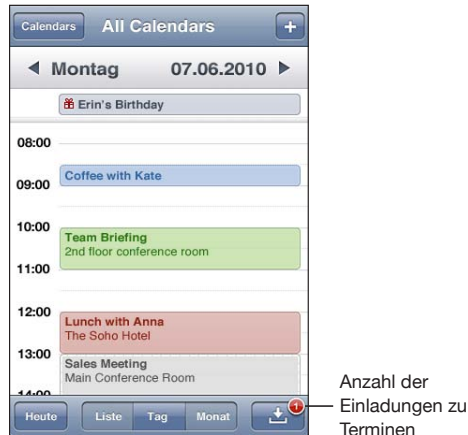 Calendars All Calendars +
Montag 07.06.2010
Erin's Birthday
08:00
Coffee with Kate
09:00
10:00
Team Briefing
2nd floor conference room
11:00
12:00
Lunch with Anna
The Soho Hotel
13:00
Sales Meeting
Main Conference Room
14:00
Heute Liste Tag Monat 1
Anzahl der
Einladungen zu
Terminen